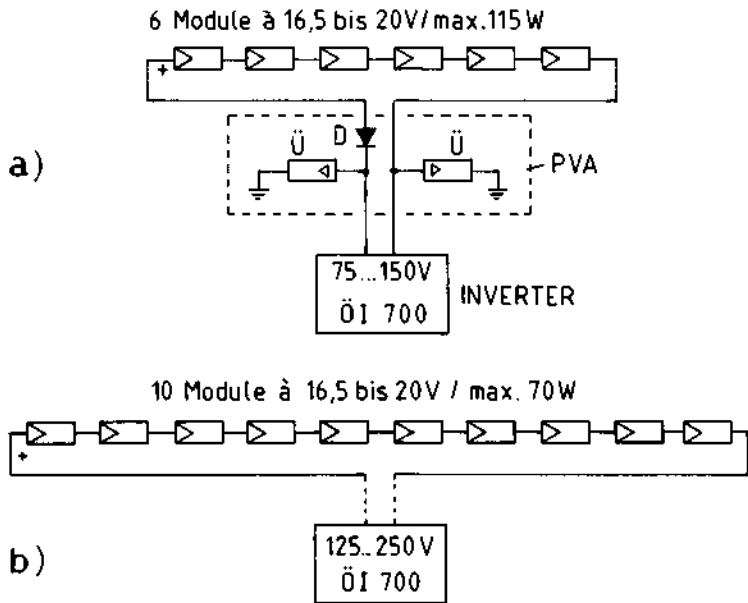 6 Module à 16,5 bis 20V/max.115W
+
D
Ü
Ü
a)
PVA
75...150V
ÖI 700
INVERTER
10 Module à 16,5 bis 20V / max. 70W
+
125...250V
ÖI 700
b)